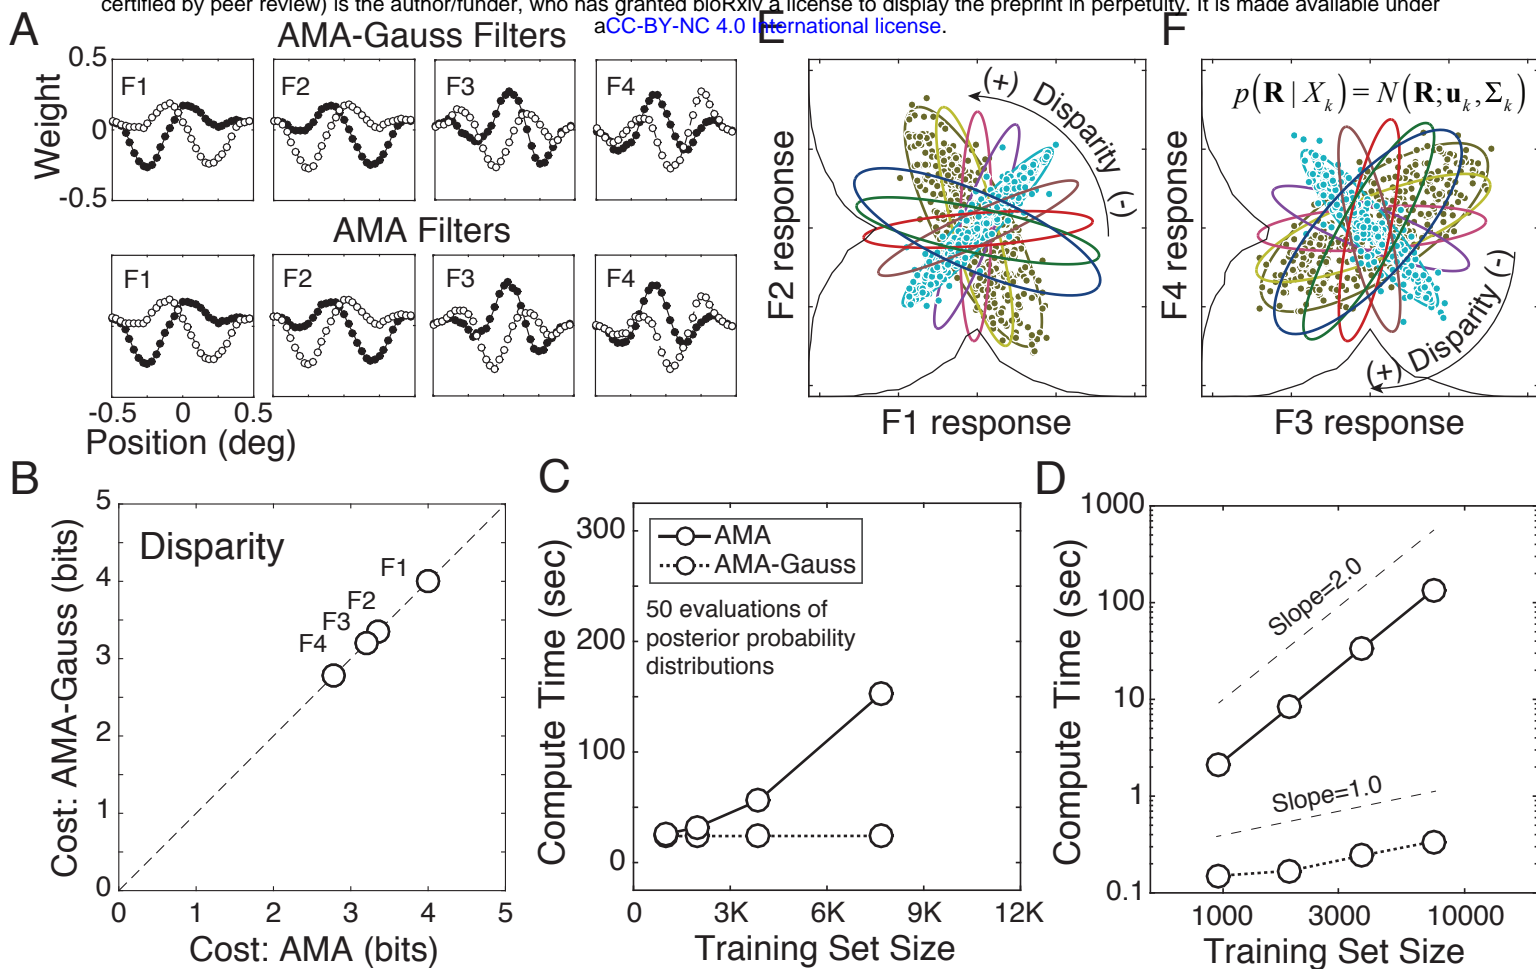 certified by peer review) is the author/funder, who has granted bioRxiv a license to display the preprint in perpetuity. It is made available under
aCC-BY-NC 4.0 International license.
A
AMA-Gauss Filters
0.5
0
-0.5
Weight
F1
F2
F3
F4
AMA Filters
F1
F2
F3
F4
-0.5
0
0.5
Position (deg)
E
(+) Disparity (-)
F2 response
F1 response
F
p(R | X_k) = N(R; u_k, Σ_k)
(-)
(+) Disparity
F4 response
F3 response
B
5
4
3
2
1
0
Cost: AMA-Gauss (bits)
Disparity
F1
F2
F3
F4
0 1 2 3 4 5
Cost: AMA (bits)
C
300
200
100
0
Compute Time (sec)
AMA
AMA-Gauss
50 evaluations of
posterior probability
distributions
0 3K 6K 9K 12K
Training Set Size
D
1000
100
10
1
0.1
Compute Time (sec)
Slope=2.0
Slope=1.0
1000 3000 10000
Training Set Size